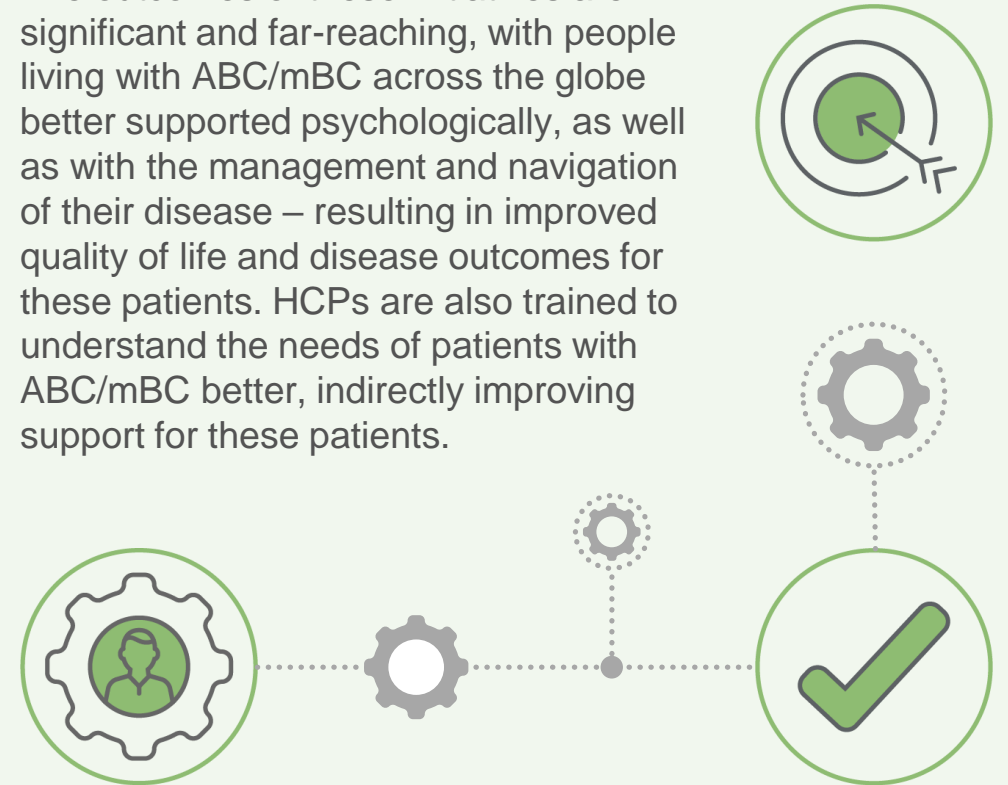 significant and far-reaching, with people
living with ABC/mBC across the globe
better supported psychologically, as well
as with the management and navigation
of their disease – resulting in improved
quality of life and disease outcomes for
these patients. HCPs are also trained to
understand the needs of patients with
ABC/mBC better, indirectly improving
support for these patients.